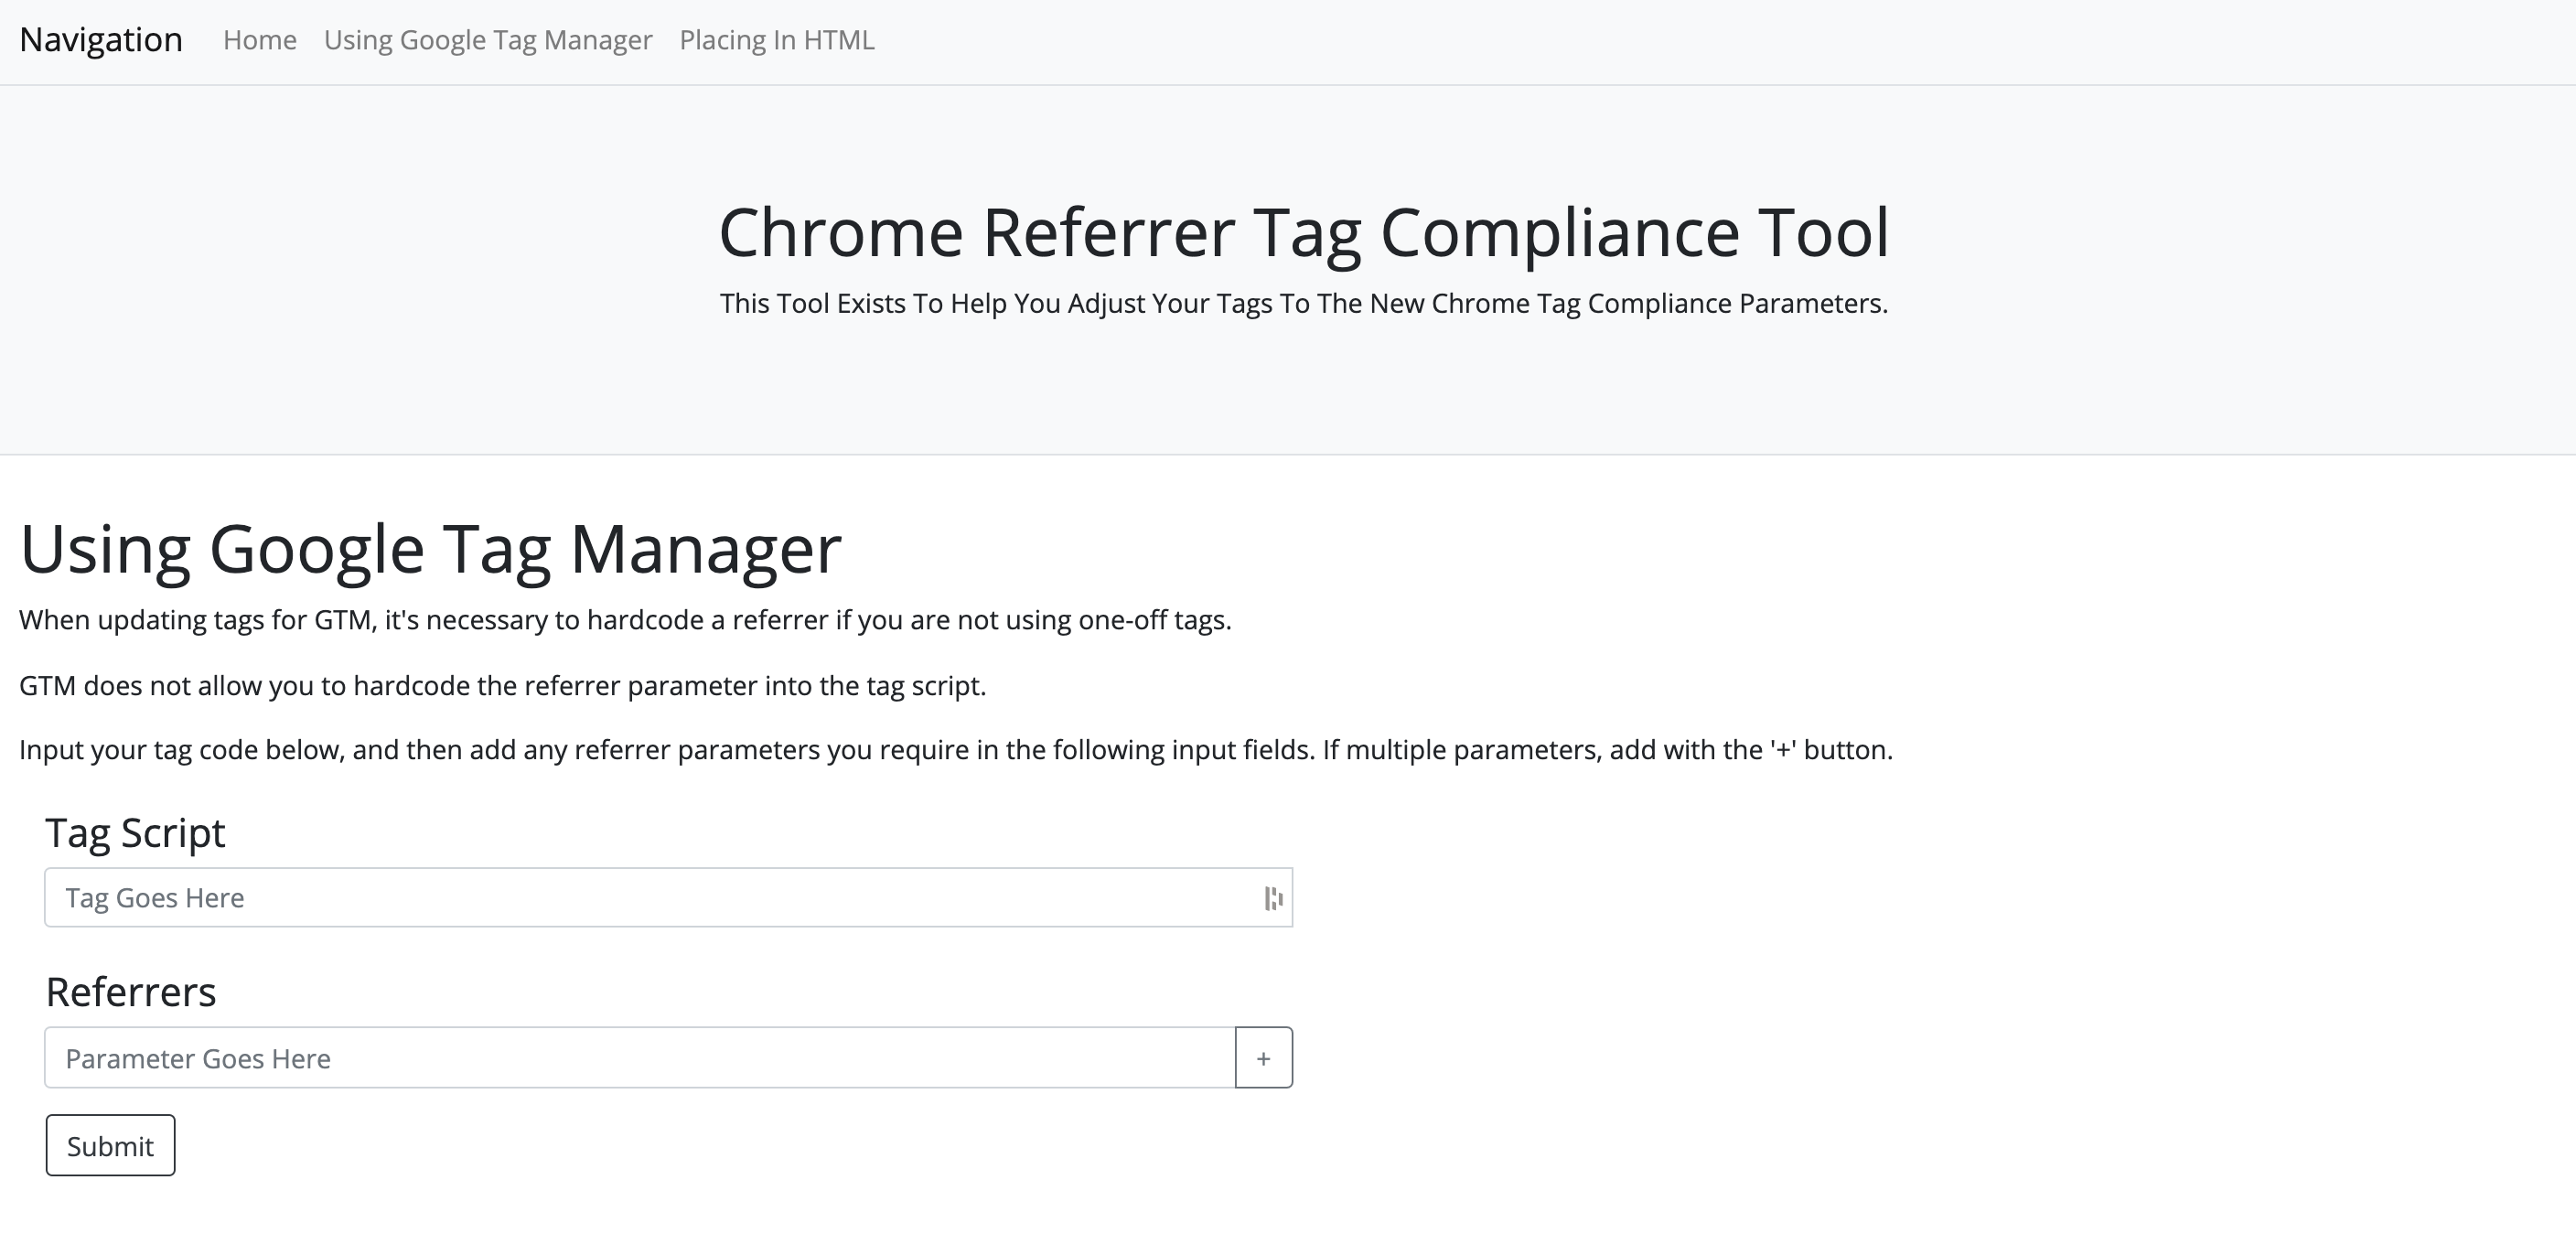 Navigation Home Using Google Tag Manager Placing In HTML
Chrome Referrer Tag Compliance Tool
This Tool Exists To Help You Adjust Your Tags To The New Chrome Tag Compliance Parameters.
Using Google Tag Manager
When updating tags for GTM, it's necessary to hardcode a referrer if you are not using one-off tags.
GTM does not allow you to hardcode the referrer parameter into the tag script.
Input your tag code below, and then add any referrer parameters you require in the following input fields. If multiple parameters, add with the '+' button.
Tag Script
Tag Goes Here
Referrers
Parameter Goes Here +
Submit